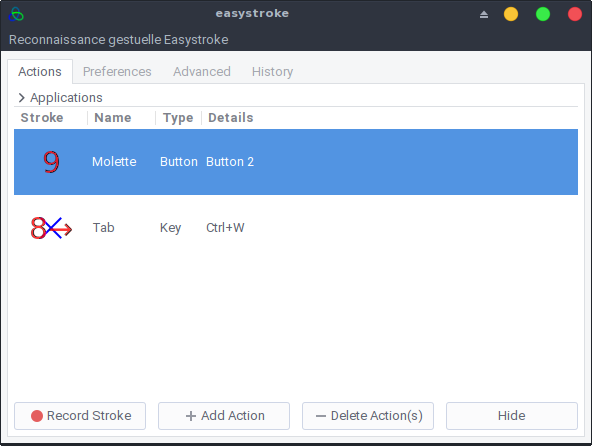 easystroke
Reconnaissance gestuelle Easystroke
Actions Preferences Advanced History
Applications
Stroke Name Type Details
9 Molette Button Button 2
8 Tab Key Ctrl+W
Record Stroke Add Action Delete Action(s) Hide